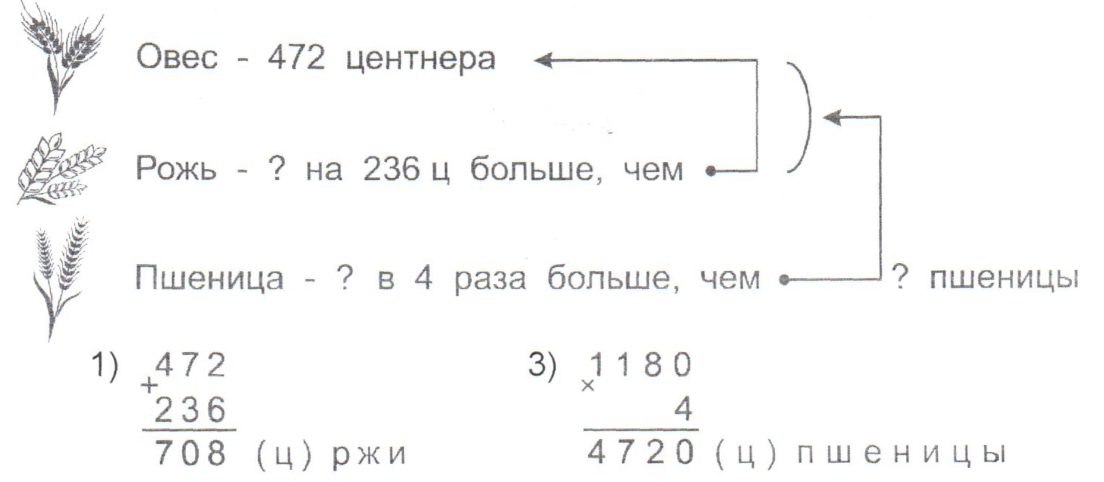 Овес - 472 центнера
Рожь - ? на 236 ц больше, чем
Пшеница - ? в 4 раза больше, чем ? пшеницы
1) 472
+
236
708 (ц) ржи
3) 1180
×
4
4720 (ц) пшеницы